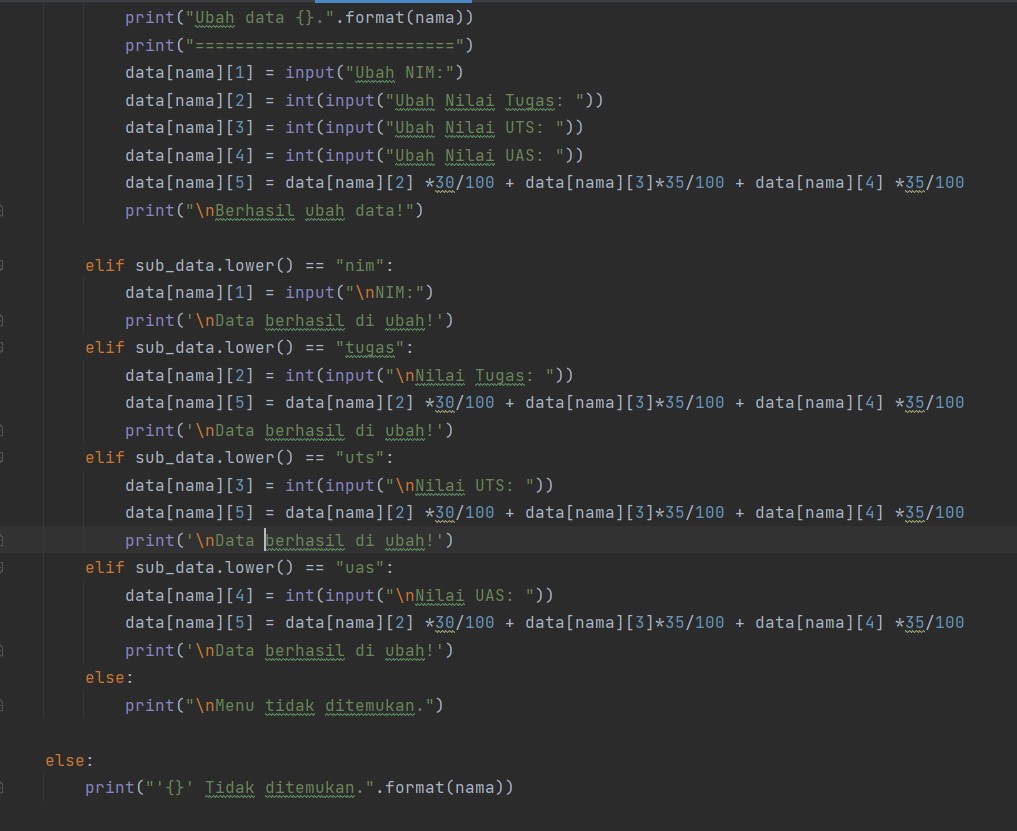 print("Ubah data {}.".format(nama))
print("==========================")
data[nama][1] = input("Ubah NIM:")
data[nama][2] = int(input("Ubah Nilai Tugas: "))
data[nama][3] = int(input("Ubah Nilai UTS: "))
data[nama][4] = int(input("Ubah Nilai UAS: "))
data[nama][5] = data[nama][2] *30/100 + data[nama][3]*35/100 + data[nama][4] *35/100
print("\nBerhasil ubah data!")
elif sub_data.lower() == "nim":
data[nama][1] = input("\nNIM:")
print('\nData berhasil di ubah!')
elif sub_data.lower() == "tugas":
data[nama][2] = int(input("\nNilai Tugas: "))
data[nama][5] = data[nama][2] *30/100 + data[nama][3]*35/100 + data[nama][4] *35/100
print('\nData berhasil di ubah!')
elif sub_data.lower() == "uts":
data[nama][3] = int(input("\nNilai UTS: "))
data[nama][5] = data[nama][2] *30/100 + data[nama][3]*35/100 + data[nama][4] *35/100
print('\nData berhasil di ubah!')
elif sub_data.lower() == "uas":
data[nama][4] = int(input("\nNilai UAS: "))
data[nama][5] = data[nama][2] *30/100 + data[nama][3]*35/100 + data[nama][4] *35/100
print('\nData berhasil di ubah!')
else:
print("\nMenu tidak ditemukan.")
else:
print("'{}' Tidak ditemukan.".format(nama))